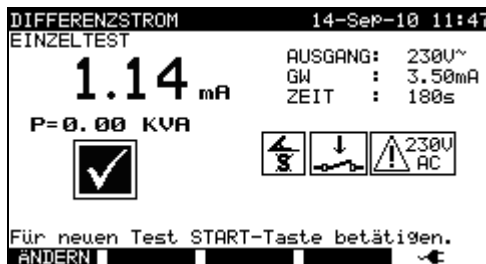 DIFFERENZSTROM 14-Sep-10 11:47
EINZELTEST
1.14 mA
P=0.00 KVA
AUSGANG: 230V~
GW : 3.50mA
ZEIT : 180s
230V
AC
Für neuen Test START-Taste betätigen.
ÄNDERN